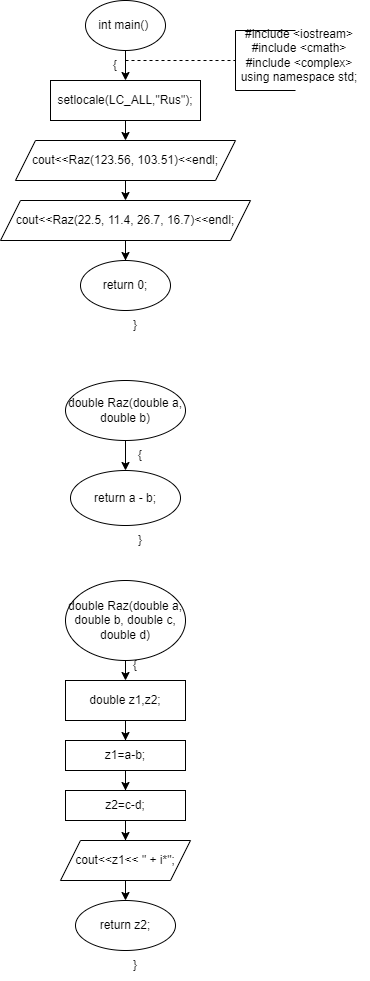 int main()
#include <iostream>
#include <cmath>
#include <complex>
using namespace std;
{
setlocale(LC_ALL,"Rus");
cout<<Raz(123.56, 103.51)<<endl;
cout<<Raz(22.5, 11.4, 26.7, 16.7)<<endl;
return 0;
}
double Raz(double a,
double b)
{
return a - b;
}
double Raz(double a,
double b, double c,
double d)
{
double z1,z2;
z1=a-b;
z2=c-d;
cout<<z1<< " + i*";
return z2;
}